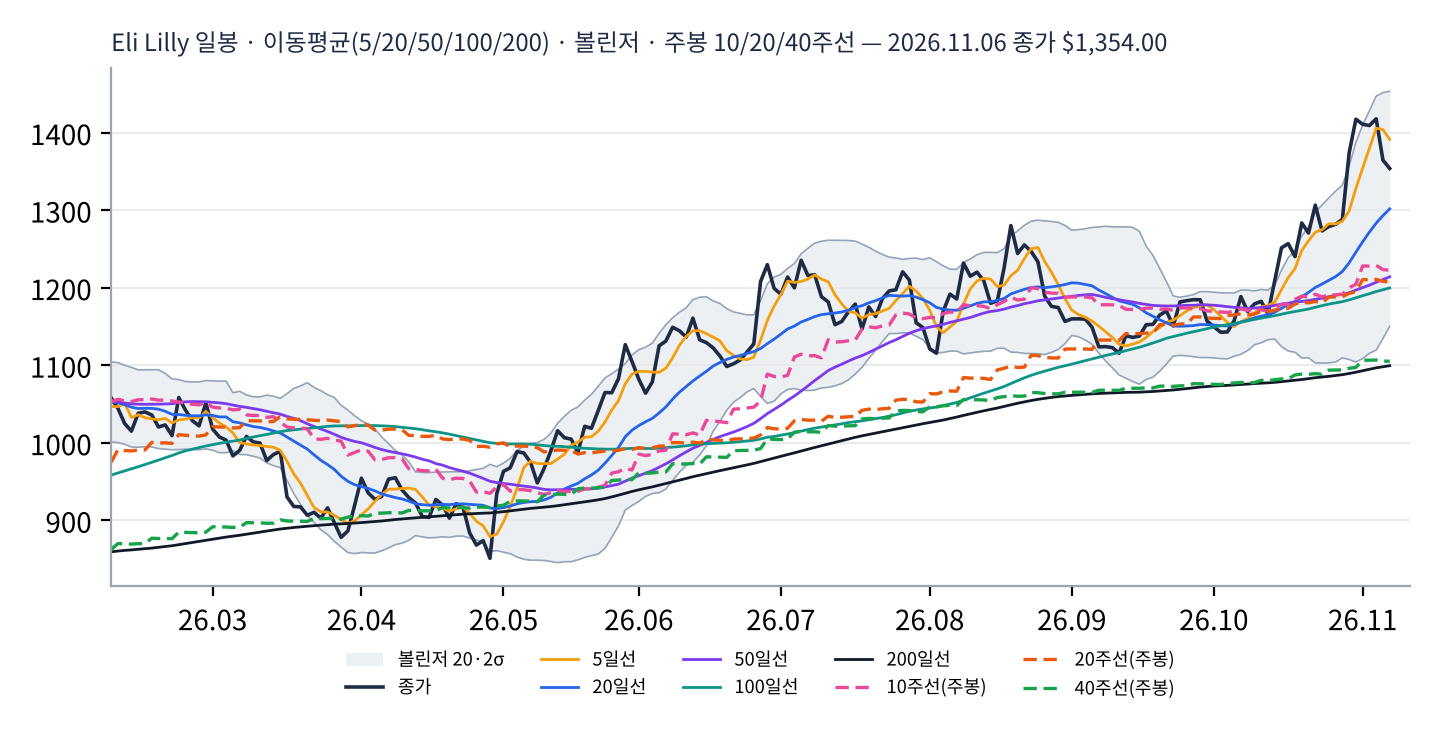 Eli Lilly 일봉 · 이동평균(5/20/50/100/200) · 볼린저 · 주봉 10/20/40주선 — 2026.11.06 종가 $1,354.00
1400
1300
1200
1100
1000
900
26.03 26.04 26.05 26.06 26.07 26.08 26.09 26.10 26.11
볼린저 20·2σ 5일선 50일선 200일선 20주선(주봉)
종가 20일선 100일선 10주선(주봉) 40주선(주봉)